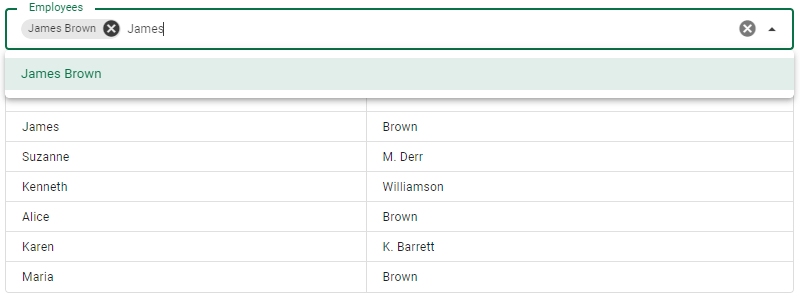 Employees
James Brown James
James Brown
James Brown
Suzanne M. Derr
Kenneth Williamson
Alice Brown
Karen K. Barrett
Maria Brown